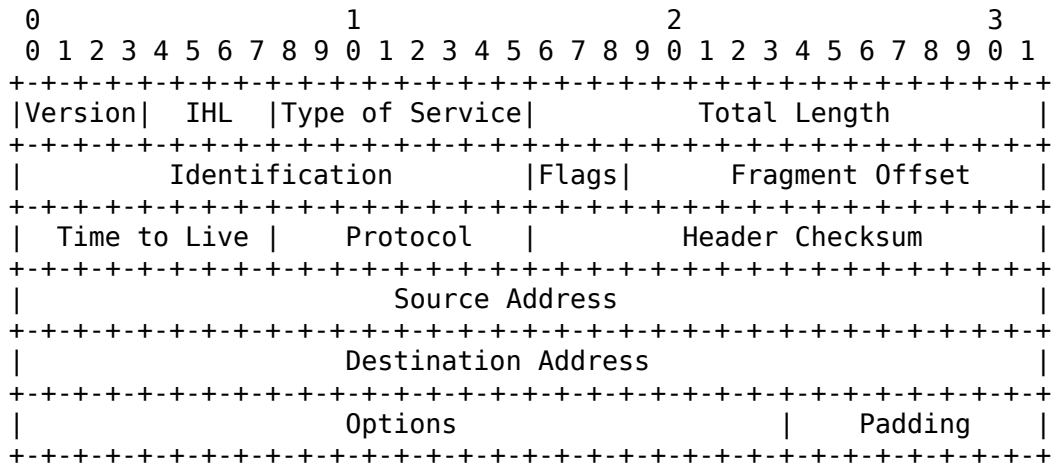 0                   1                   2                   3
 0 1 2 3 4 5 6 7 8 9 0 1 2 3 4 5 6 7 8 9 0 1 2 3 4 5 6 7 8 9 0 1
+-+-+-+-+-+-+-+-+-+-+-+-+-+-+-+-+-+-+-+-+-+-+-+-+-+-+-+-+-+-+-+-+
|Version|  IHL  |Type of Service|          Total Length         |
+-+-+-+-+-+-+-+-+-+-+-+-+-+-+-+-+-+-+-+-+-+-+-+-+-+-+-+-+-+-+-+-+
|         Identification        |Flags|      Fragment Offset    |
+-+-+-+-+-+-+-+-+-+-+-+-+-+-+-+-+-+-+-+-+-+-+-+-+-+-+-+-+-+-+-+-+
|  Time to Live |    Protocol   |         Header Checksum       |
+-+-+-+-+-+-+-+-+-+-+-+-+-+-+-+-+-+-+-+-+-+-+-+-+-+-+-+-+-+-+-+-+
|                       Source Address                          |
+-+-+-+-+-+-+-+-+-+-+-+-+-+-+-+-+-+-+-+-+-+-+-+-+-+-+-+-+-+-+-+-+
|                    Destination Address                        |
+-+-+-+-+-+-+-+-+-+-+-+-+-+-+-+-+-+-+-+-+-+-+-+-+-+-+-+-+-+-+-+-+
|                    Options                    |    Padding    |
+-+-+-+-+-+-+-+-+-+-+-+-+-+-+-+-+-+-+-+-+-+-+-+-+-+-+-+-+-+-+-+-+